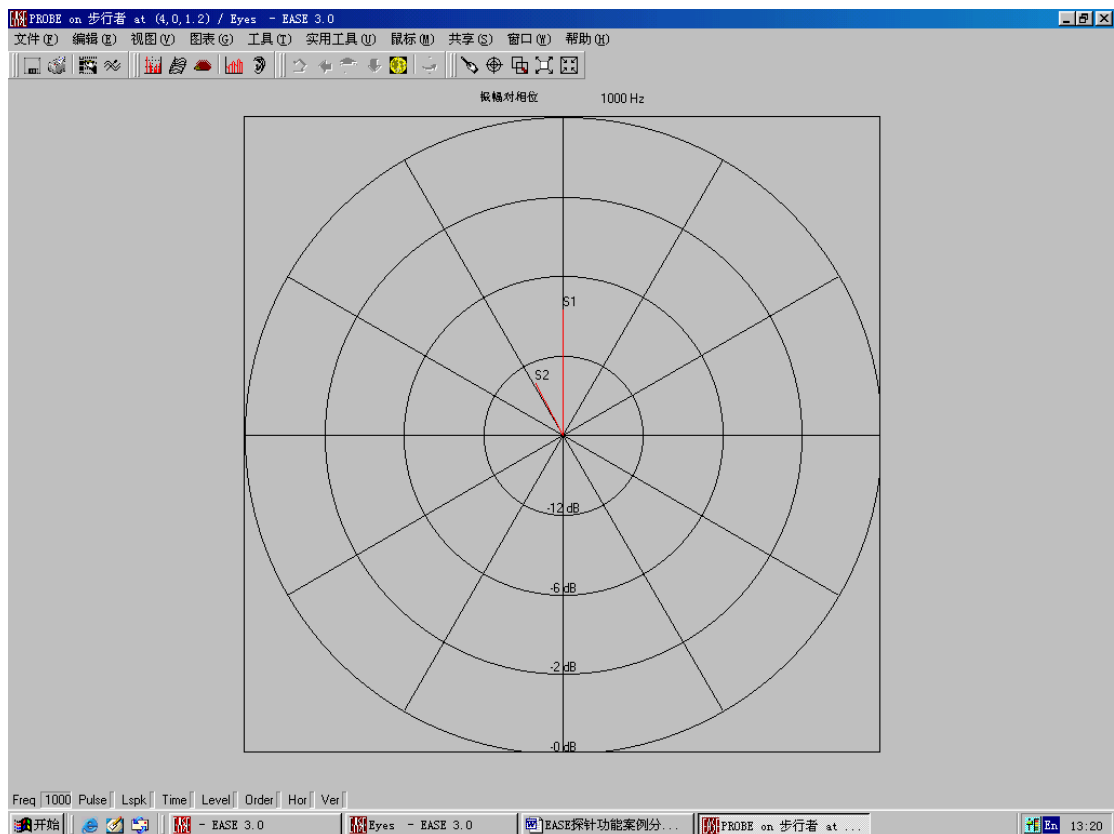 PROBE on 步行者 at (4,0,1.2) / Eyes - EASE 3.0
文件(F) 编辑(E) 视图(V) 图表(G) 工具(T) 实用工具(U) 鼠标(M) 共享(S) 窗口(W) 帮助(H)
振幅对相位 1000 Hz
S1
S2
-12 dB
-6 dB
-2 dB
-0 dB
Freq 1000 Pulse Lspk Time Level Order Hor Ver
开始 - EASE 3.0 Eyes - EASE 3.0 EASE探针功能案例分... PROBE on 步行者 at ... En 13:20